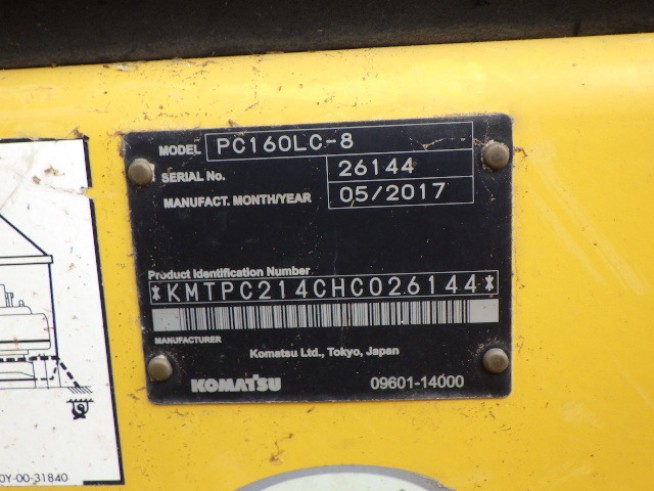 MODEL PC160LC-8
SERIAL No. 26144
MANUFACT. MONTH/YEAR 05/2017
Product Identification Number
*KMTPC214CHC026144*
MANUFACTURER
Komatsu Ltd., Tokyo, Japan
KOMATSU 09601-14000
0Y-00-31840